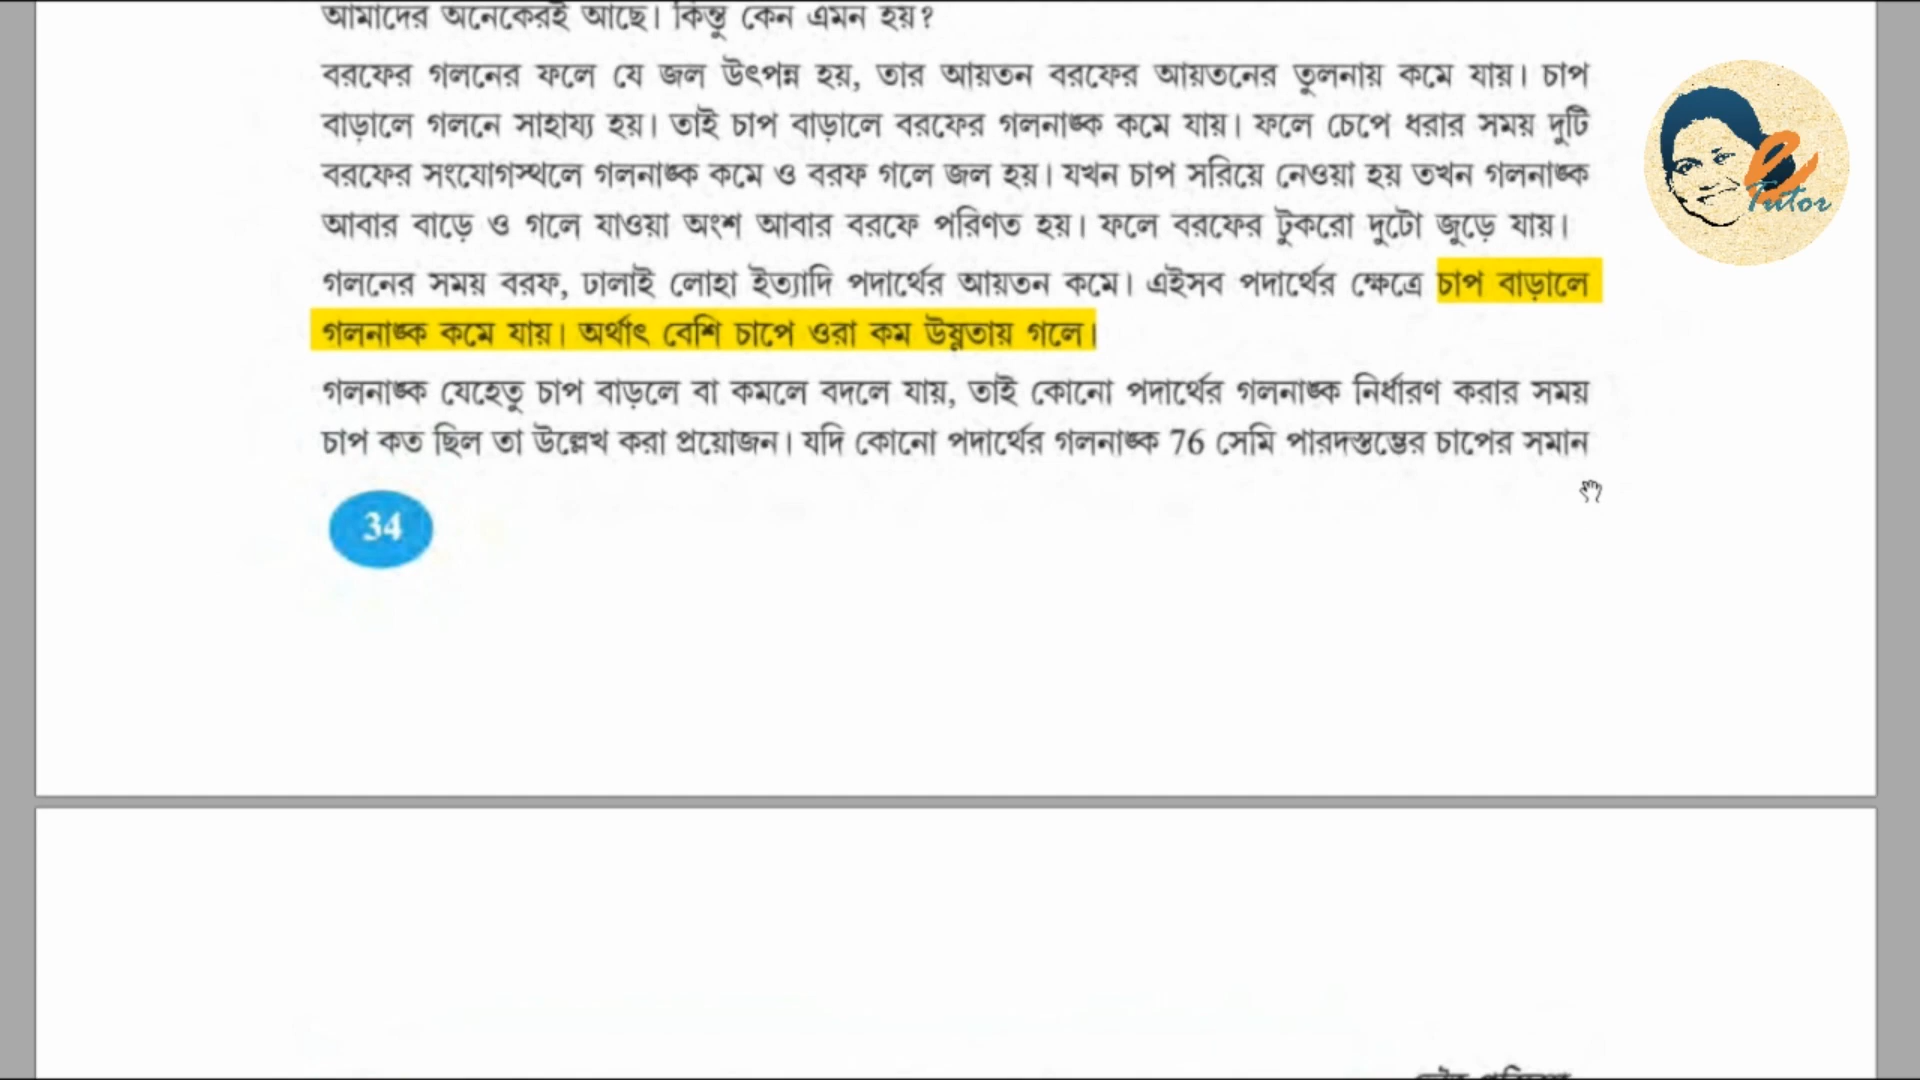 আমাদের অনেকেরই আছে। কিন্তু কেন এমন হয়?
বরফের গলনের ফলে যে জল উৎপন্ন হয়, তার আয়তন বরফের আয়তনের তুলনায় কমে যায়। চাপ
বাড়ালে গলনে সাহায্য হয়। তাই চাপ বাড়ালে বরফের গলনাঙ্ক কমে যায়। ফলে চেপে ধরার সময় দুটি
বরফের সংযোগস্থলে গলনাঙ্ক কমে ও বরফ গলে জল হয়। যখন চাপ সরিয়ে নেওয়া হয় তখন গলনাঙ্ক
আবার বাড়ে ও গলে যাওয়া অংশ আবার বরফে পরিণত হয়। ফলে বরফের টুকরো দুটো জুড়ে যায়।
গলনের সময় বরফ, ঢালাই লোহা ইত্যাদি পদার্থের আয়তন কমে। এইসব পদার্থের ক্ষেত্রে চাপ বাড়ালে
গলনাঙ্ক কমে যায়। অর্থাৎ বেশি চাপে ওরা কম উষ্ণতায় গলে।
গলনাঙ্ক যেহেতু চাপ বাড়লে বা কমলে বদলে যায়, তাই কোনো পদার্থের গলনাঙ্ক নির্ধারণ করার সময়
চাপ কত ছিল তা উল্লেখ করা প্রয়োজন। যদি কোনো পদার্থের গলনাঙ্ক 76 সেমি পারদস্তম্ভের চাপের সমান
34
e Tutor